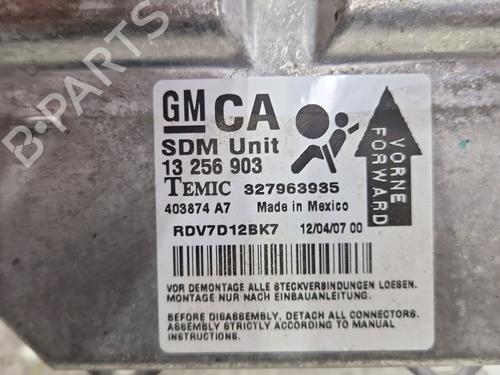 GM CA
SDM Unit
13 256 903
TEMIC 327963935
403874 A7 Made in Mexico
RDV7D12BK7 12/04/07 00
VORNE
FORWARD
VOR DEMONTAGE ALLE STECKVERBINDUNGEN LOESEN.
MONTAGE NUR NACH EINBAUANLEITUNG.
BEFORE DISASSEMBLY, DETACH ALL CONNECTORS.
ASSEMBLY STRICTLY ACCORDING TO MANUAL
INSTRUCTIONS.
B-PARTS